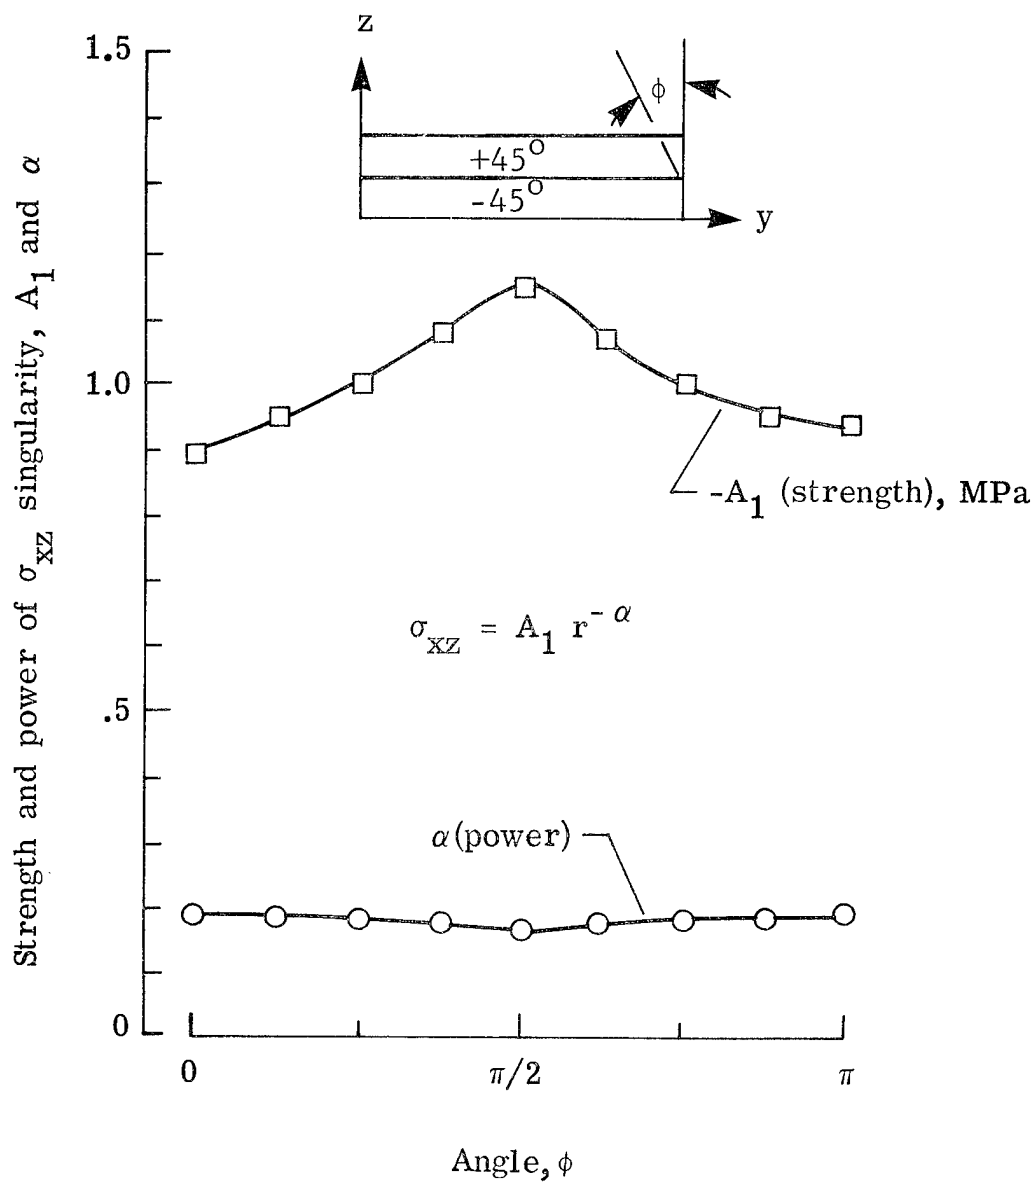 z
1.5
ϕ
+45°
-45°
y
1.0
-A₁ (strength), MPa
σxz = A₁ r^-α
.5
α (power)
0
0
π/2
π
Angle, ϕ
Strength and power of σxz singularity, A₁ and α